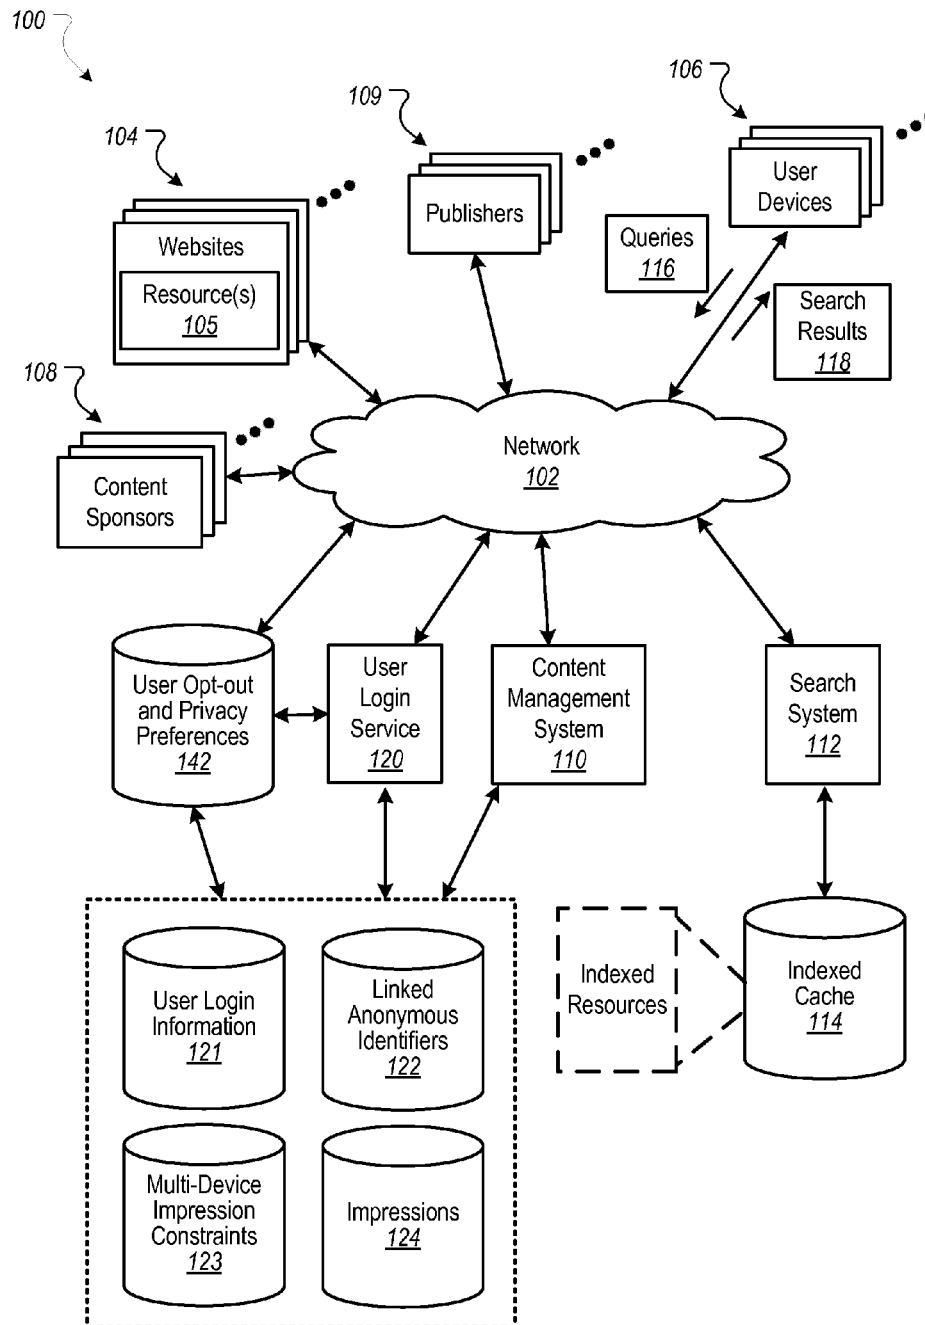 100
109
106
104
Publishers
User
Devices
Queries
116
Websites
Resource(s)
105
Search
Results
118
108
Content
Sponsors
Network
102
User Opt-out
and Privacy
Preferences
142
User
Login
Service
120
Content
Management
System
110
Search
System
112
User Login
Information
121
Linked
Anonymous
Identifiers
122
Indexed
Resources
Indexed
Cache
114
Multi-Device
Impression
Constraints
123
Impressions
124